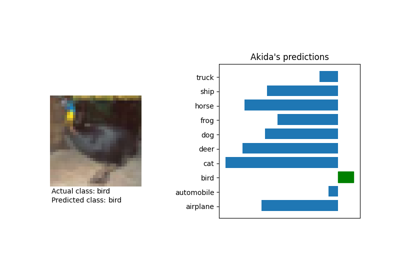 Akida's predictions
truck
ship
horse
frog
dog
deer
cat
bird
automobile
airplane
Actual class: bird
Predicted class: bird